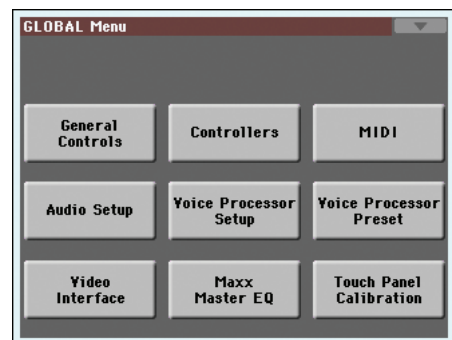 GLOBAL Menu
General
Controls
Controllers
MIDI
Audio Setup
Voice Processor
Setup
Voice Processor
Preset
Video
Interface
Maxx
Master EQ
Touch Panel
Calibration